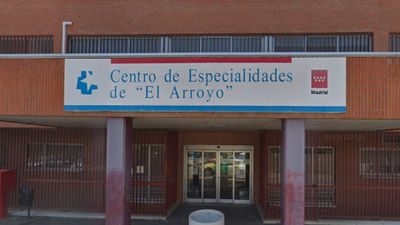 Centro de Especialidades
de "El Arroyo"
Madrid